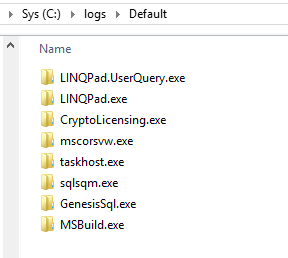 Sys (C:) logs Default
Name
LINQPad.UserQuery.exe
LINQPad.exe
CryptoLicensing.exe
mscorsvw.exe
taskhost.exe
sqlsqm.exe
GenesisSql.exe
MSBuild.exe